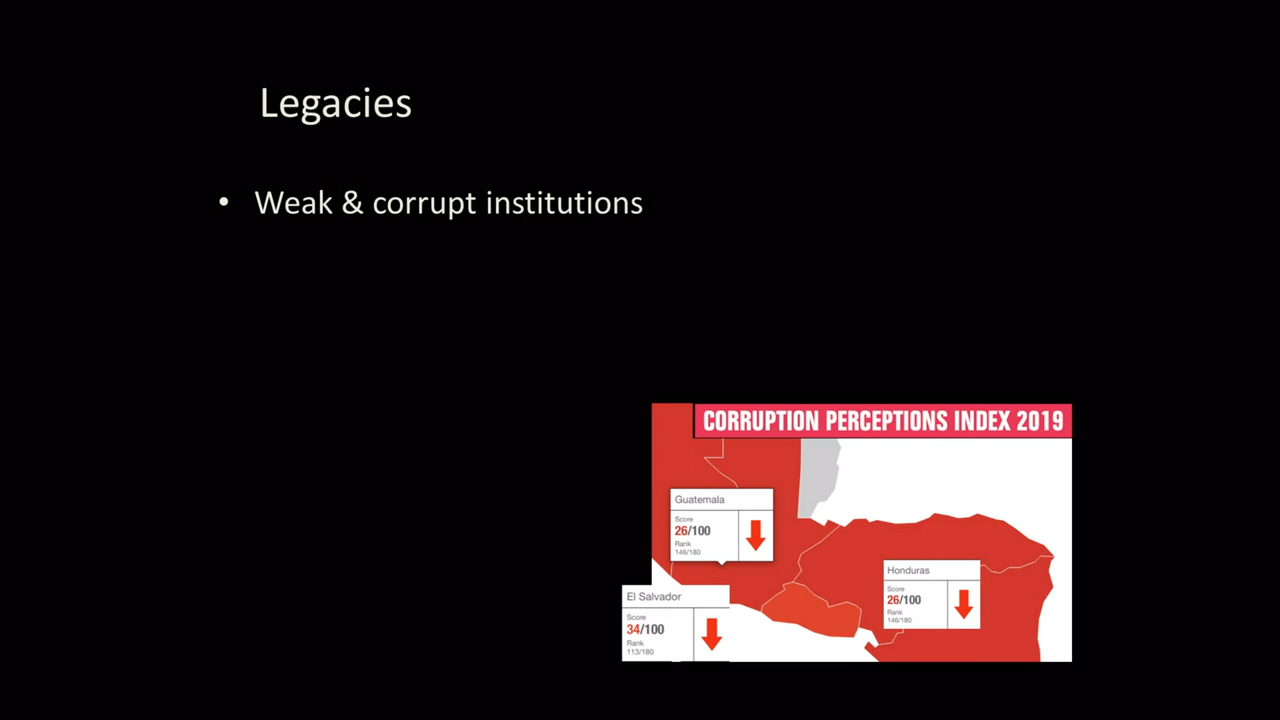 Legacies
• Weak & corrupt institutions
CORRUPTION PERCEPTIONS INDEX 2019
Guatemala
Score
26/100
Rank
146/180
Honduras
Score
26/100
Rank
146/180
El Salvador
Score
34/100
Rank
113/180